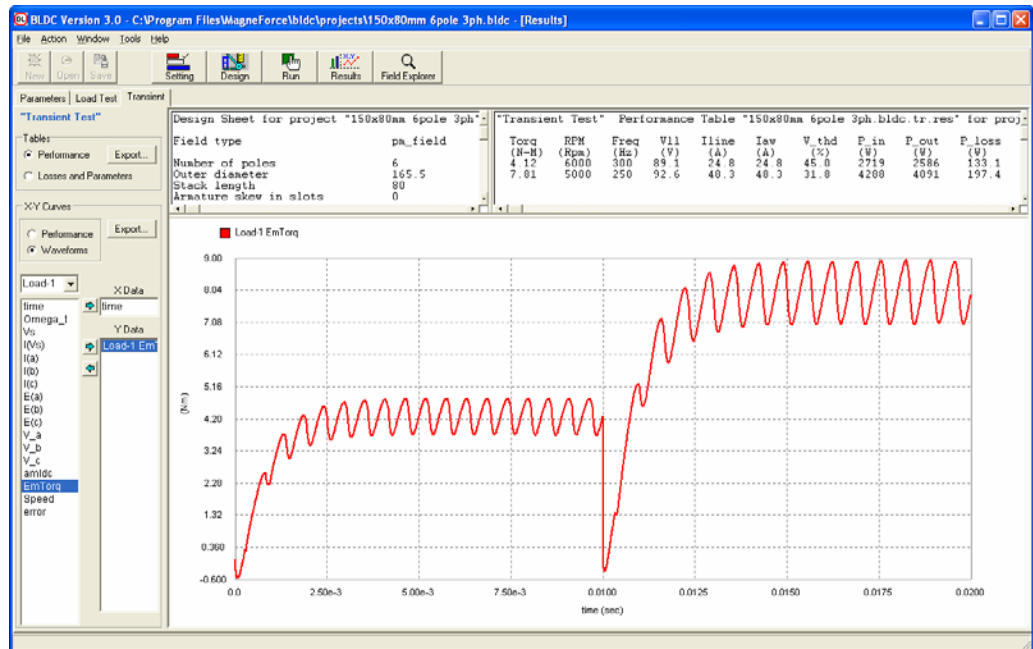 BLDC Version 3.0 - C:\Program Files\MagneForce\bldc\projects\150x80mm 6pole 3ph.bldc - [Results]
File Action Window Tools Help
New Open Save Setting Design Run Results Field Explorer
Parameters Load Test Transient
"Transient Test"
Tables
Performance Export...
Losses and Parameters
X-Y Curves
Performance Export...
Waveforms
Load-1
X Data
time
Y Data
Load-1 EmT
time
Omega_f
Vs
I(Vs)
I(a)
I(b)
I(c)
E(a)
E(b)
E(c)
V_a
V_b
V_c
amIdc
EmTorq
Speed
error
Design Sheet for project "150x80mm 6pole 3ph"
Field type pm_field
Number of poles 6
Outer diameter 165.5
Stack length 80
Armature skew in slots 0
"Transient Test" Performance Table "150x80mm 6pole 3ph.bldc.tr.res" for proj
Torq RPM Freq Vll Iline Iaw V_thd P_in P_out P_loss
(N-M) (Rpm) (Hz) (V) (A) (A) (%) (W) (W) (W)
4.12 6000 300 89.1 24.8 24.8 45.0 2719 2586 133.1
7.81 5000 250 92.6 48.3 48.3 31.8 4288 4091 197.4
Load-1 EmTorq
9.00
8.04
7.08
6.12
5.16
4.20
3.24
2.28
1.32
0.360
-0.600
(Nm)
0.0 2.50e-3 5.00e-3 7.50e-3 0.0100 0.0125 0.0150 0.0175 0.0200
time (sec)